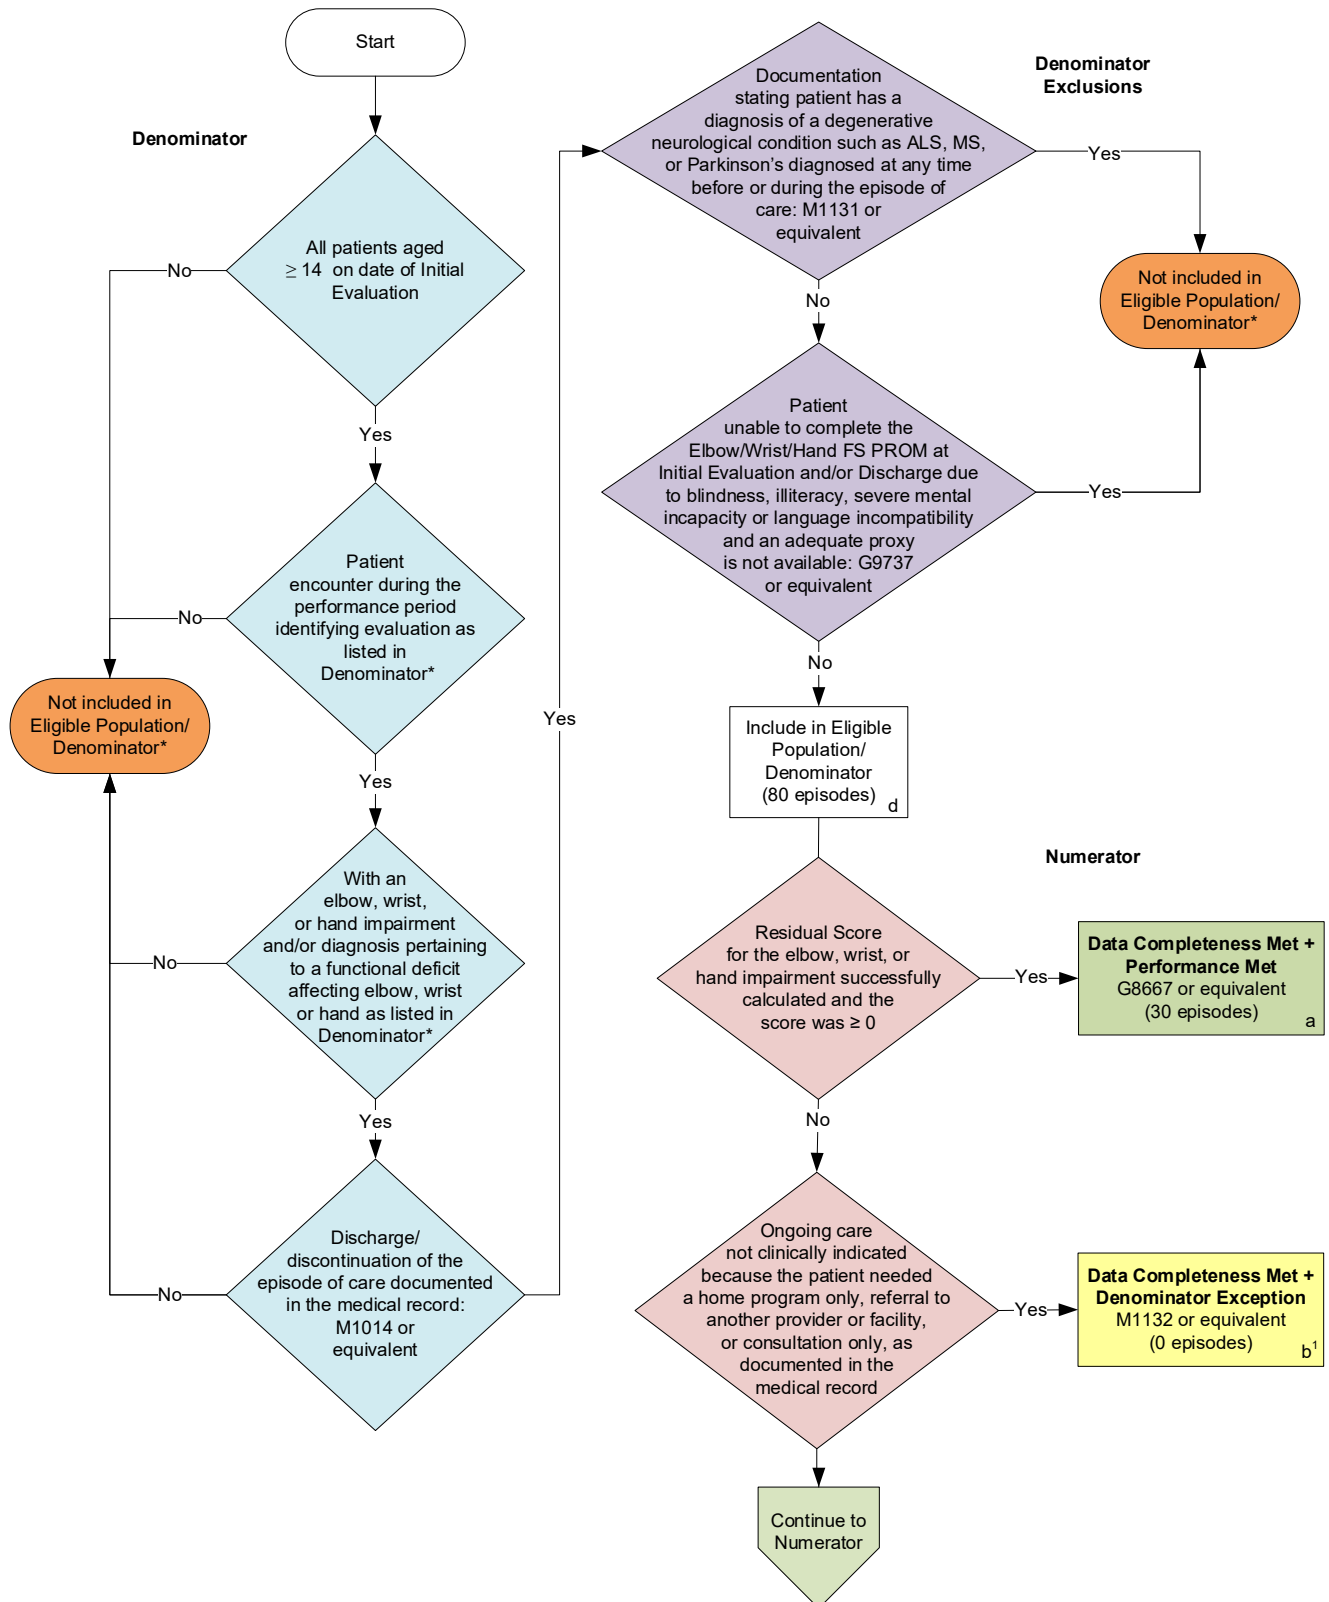 Start
Denominator
All patients aged
≥ 14 on date of Initial
Evaluation
No
Yes
Patient
encounter during the
performance period
identifying evaluation as
listed in
Denominator*
No
Not included in
Eligible Population/
Denominator*
Yes
With an
elbow, wrist,
or hand impairment
and/or diagnosis pertaining
to a functional deficit
affecting elbow, wrist
or hand as listed in
Denominator*
No
Yes
Discharge/
discontinuation of the
episode of care documented
in the medical record:
M1014 or
equivalent
No
Yes
Denominator
Exclusions
Documentation
stating patient has a
diagnosis of a degenerative
neurological condition such as ALS, MS,
or Parkinson's diagnosed at any time
before or during the episode of
care: M1131 or
equivalent
Yes
Not included in
Eligible Population/
Denominator*
No
Patient
unable to complete the
Elbow/Wrist/Hand FS PROM at
Initial Evaluation and/or Discharge due
to blindness, illiteracy, severe mental
incapacity or language incompatibility
and an adequate proxy
is not available: G9737
or equivalent
Yes
No
Include in Eligible
Population/
Denominator
(80 episodes)
d
Numerator
Residual Score
for the elbow, wrist, or
hand impairment successfully
calculated and the
score was ≥ 0
Yes
Data Completeness Met +
Performance Met
G8667 or equivalent
(30 episodes)
a
No
Ongoing care
not clinically indicated
because the patient needed
a home program only, referral to
another provider or facility,
or consultation only, as
documented in the
medical record
Yes
Data Completeness Met +
Denominator Exception
M1132 or equivalent
(0 episodes)
b¹
Continue to
Numerator